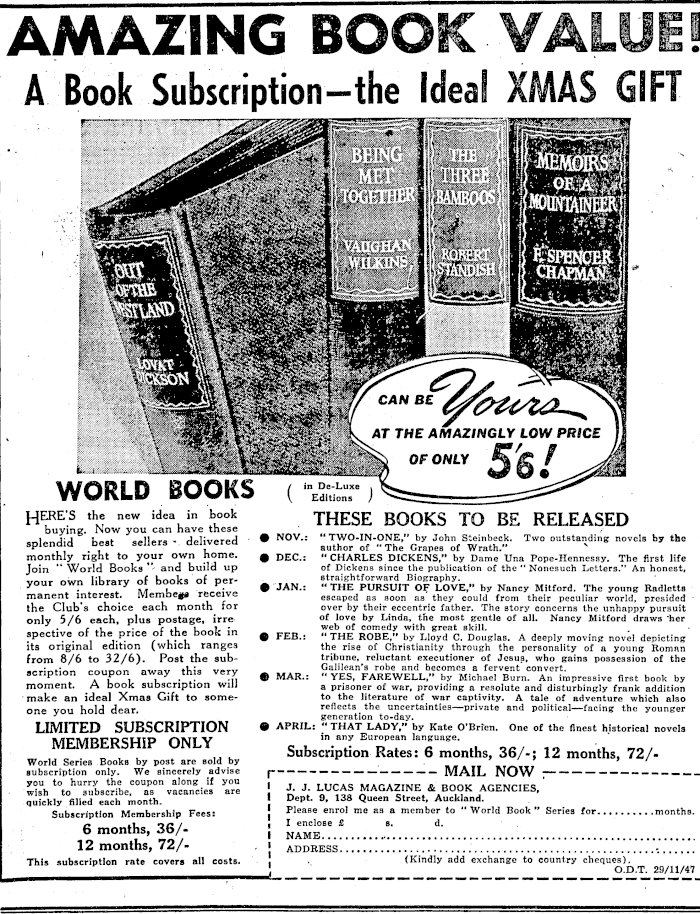 AMAZING BOOK VALUE!
A Book Subscription—the Ideal XMAS GIFT
OUT
OF THE
LAND
LOVAT
BEING
MET
TOGETHER
VAUGHAN
WILKINS
THE
THREE
BAMBOOS
ROBERT
STANDISH
MEMOIRS
OF A
MOUNTAINEER
F. SPENCER
CHAPMAN
CAN BE Yours
AT THE AMAZINGLY LOW PRICE
OF ONLY 5'6!
WORLD BOOKS ( in De-Luxe Editions )
HERE'S the new idea in book
buying. Now you can have these
splendid best sellers delivered
monthly right to your own home.
Join "World Books" and build up
your own library of books of per-
manent interest. Members receive
the Club's choice each month for
only 5/6 each, plus postage, irre
spective of the price of the book in
its original edition (which ranges
from 8/6 to 32/6). Post the sub-
scription coupon away this very
moment. A book subscription will
make an ideal Xmas Gift to some-
one you hold dear.
LIMITED SUBSCRIPTION
MEMBERSHIP ONLY
World Series Books by post are sold by
subscription only. We sincerely advise
you to hurry the coupon along if you
wish to subscribe, as vacancies are
quickly filled each month.
Subscription Membership Fees:
6 months, 36/-
12 months, 72/-
This subscription rate covers all costs.
THESE BOOKS TO BE RELEASED
● NOV.: "TWO-IN-ONE," by John Steinbeck. Two outstanding novels by the
author of "The Grapes of Wrath."
● DEC.: "CHARLES DICKENS," by Dame Una Pope-Hennessy. The first life
of Dickens since the publication of the "Nonesuch Letters." An honest,
straightforward Biography.
● JAN.: "THE PURSUIT OF LOVE," by Nancy Mitford. The young Radletts
escaped as soon as they could from their peculiar world, presided
over by their eccentric father. The story concerns the unhappy pursuit
of love by Linda, the most gentle of all. Nancy Mitford draws her
web of comedy with great skill.
● FEB.: "THE ROBE," by Lloyd C. Douglas. A deeply moving novel depicting
the rise of Christianity through the personality of a young Roman
tribune, reluctant executioner of Jesus, who gains possession of the
Galilean's robe and becomes a fervent convert.
● MAR.: "YES, FAREWELL," by Michael Burn. An impressive first book by
a prisoner of war, providing a resolute and disturbingly frank addition
to the literature of war captivity. A tale of adventure which also
reflects the uncertainties—private and political—facing the younger
generation to-day.
● APRIL: "THAT LADY," by Kate O'Brien. One of the finest historical novels
in any European language.
Subscription Rates: 6 months, 36/-; 12 months, 72/-
MAIL NOW
J. J. LUCAS MAGAZINE & BOOK AGENCIES,
Dept. 9, 138 Queen Street, Auckland.
Please enrol me as a member to "World Book" Series for..........months.
I enclose £ s. d.
NAME..........
ADDRESS..........
(Kindly add exchange to country cheques).
O.D.T. 29/11/47